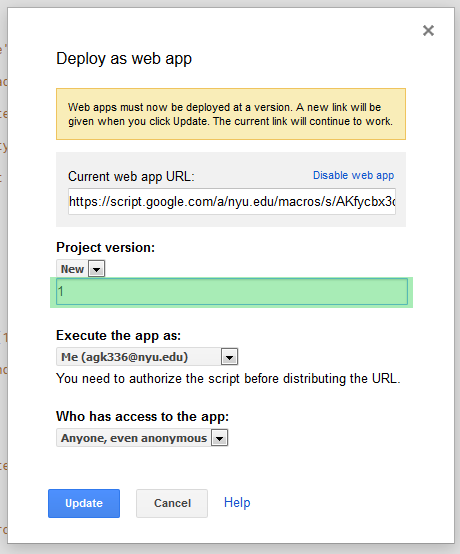 Deploy as web app
Web apps must now be deployed at a version. A new link will be
given when you click Update. The current link will continue to work.
Current web app URL:
Disable web app
https://script.google.com/a/nyu.edu/macros/s/AKfycbx3
Project version:
New
1
Execute the app as:
Me (agk336@nyu.edu)
You need to authorize the script before distributing the URL.
Who has access to the app:
Anyone, even anonymous
Update
Cancel
Help